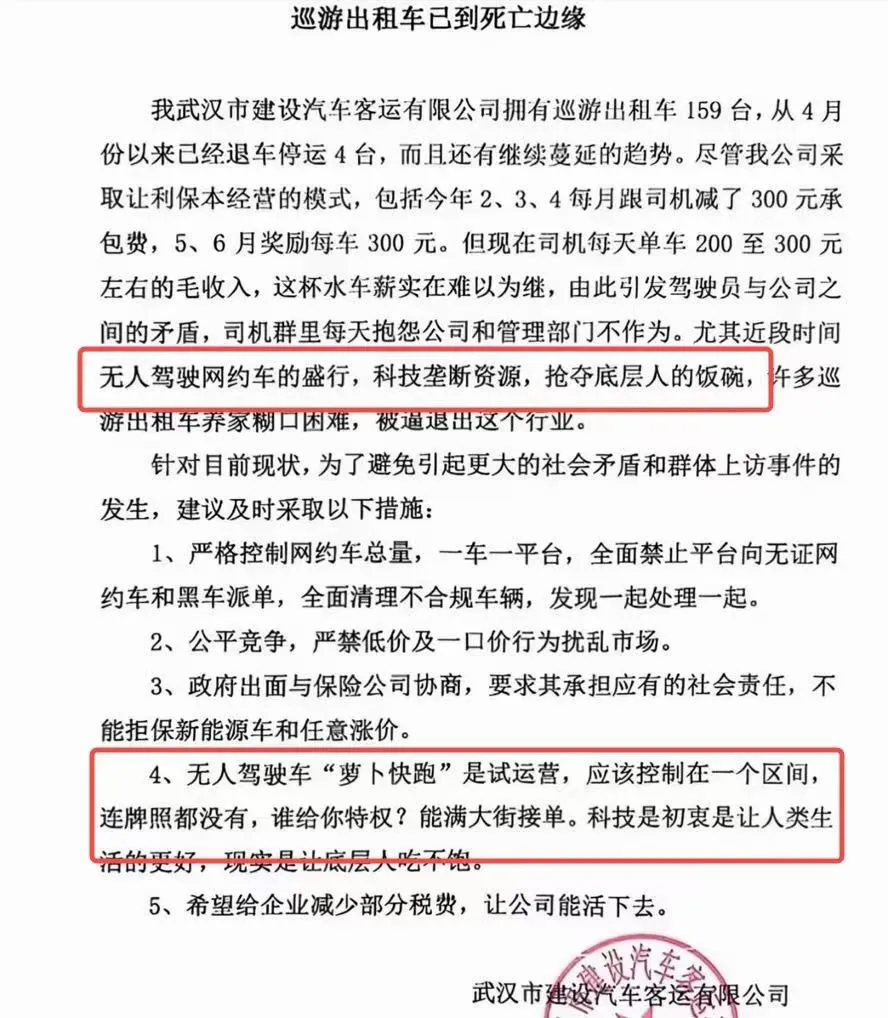 巡游出租车已到死亡边缘
我武汉市建设汽车客运有限公司拥有巡游出租车 159 台，从 4 月
份以来已经退车停运 4 台，而且还有继续蔓延的趋势。尽管我公司采
取让利保本经营的模式，包括今年 2、3、4 每月跟司机减了 300 元承
包费，5、6 月奖励每车 300 元。但现在司机每天单车 200 至 300 元
左右的毛收入，这杯水车薪实在难以为继，由此引发驾驶员与公司之
间的矛盾，司机群里每天抱怨公司和管理部门不作为。尤其近段时间
无人驾驶网约车的盛行，科技垄断资源，抢夺底层人的饭碗，许多巡
游出租车养家糊口困难，被逼退出这个行业。
针对目前现状，为了避免引起更大的社会矛盾和群体上访事件的
发生，建议及时采取以下措施：
1、严格控制网约车总量，一车一平台，全面禁止平台向无证网
约车和黑车派单，全面清理不合规车辆，发现一起处理一起。
2、公平竞争，严禁低价及一口价行为扰乱市场。
3、政府出面与保险公司协商，要求其承担应有的社会责任，不
能拒保新能源车和任意涨价。
4、无人驾驶车“萝卜快跑”是试运营，应该控制在一个区间，
连牌照都没有，谁给你特权？能满大街接单。科技是初衷是让人类生
活的更好，现实是让底层人吃不饱。
5、希望给企业减少部分税费，让公司能活下去。
武汉市建设汽车客运有限公司
建设汽车客